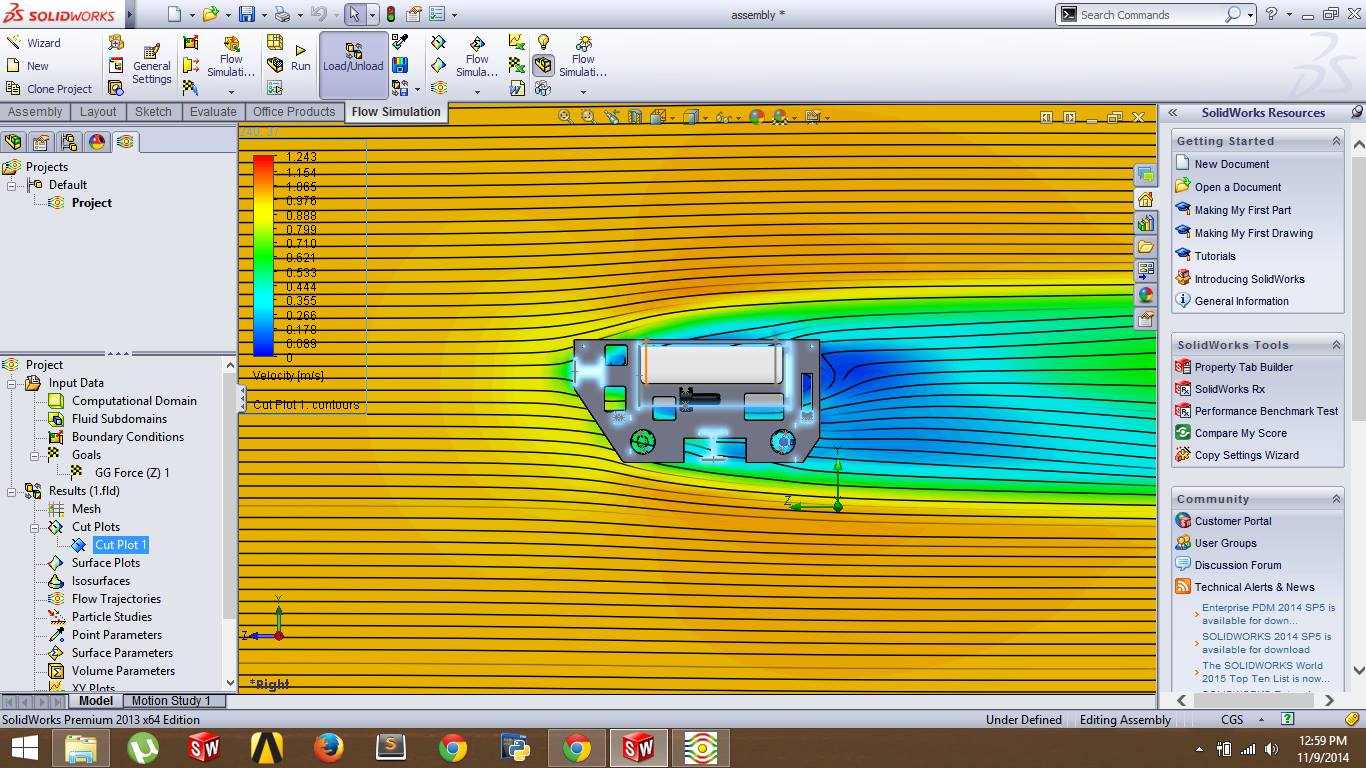 SOLIDWORKS
assembly *
Search Commands
Wizard
New
Clone Project
General
Settings
Flow
Simulati...
Run
Load/Unload
Flow
Simula...
Flow
Simulati...
Assembly
Layout
Sketch
Evaluate
Office Products
Flow Simulation
Projects
Default
Project
Project
Input Data
Computational Domain
Fluid Subdomains
Boundary Conditions
Goals
GG Force (Z) 1
Results (1.fld)
Mesh
Cut Plots
Cut Plot 1
Surface Plots
Isosurfaces
Flow Trajectories
Particle Studies
Point Parameters
Surface Parameters
Volume Parameters
XY Plots
1.243
1.154
1.065
0.976
0.888
0.799
0.710
0.621
0.533
0.444
0.355
0.266
0.178
0.089
0
Velocity [m/s]
Cut Plot 1: contours
Y
Z
Y
Z
*Right
SolidWorks Resources
Getting Started
New Document
Open a Document
Making My First Part
Making My First Drawing
Tutorials
Introducing SolidWorks
General Information
SolidWorks Tools
Property Tab Builder
SolidWorks Rx
Performance Benchmark Test
Compare My Score
Copy Settings Wizard
Community
Customer Portal
User Groups
Discussion Forum
Technical Alerts & News
Enterprise PDM 2014 SP5 is
available for down...
SOLIDWORKS 2014 SP5 is
available for download
The SOLIDWORKS World
2015 Top Ten List is now...
Model
Motion Study 1
SolidWorks Premium 2013 x64 Edition
Under Defined
Editing Assembly
CGS
12:59 PM
11/9/2014